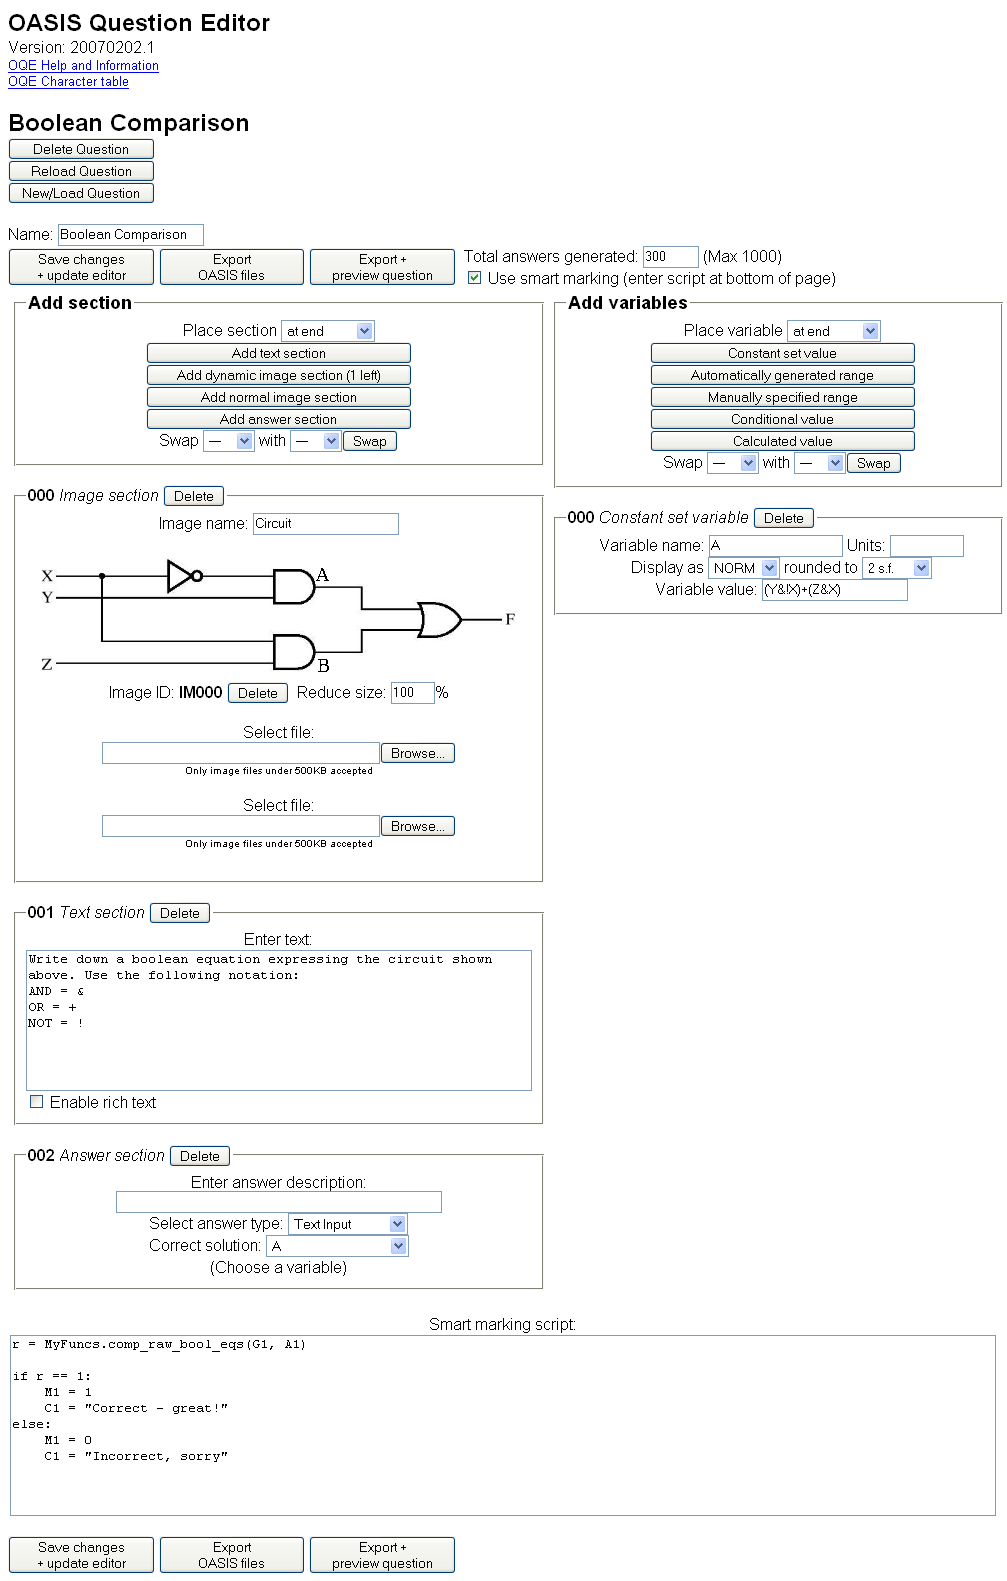 OASIS Question Editor
Version: 20070202.1
OQE Help and Information
OQE Character table
Boolean Comparison
Delete Question
Reload Question
New/Load Question
Name: Boolean Comparison
Save changes
+ update editor
Export
OASIS files
Export +
preview question
Total answers generated: 300 (Max 1000)
Use smart marking (enter script at bottom of page)
Add section
Place section at end
Add text section
Add dynamic image section (1 left)
Add normal image section
Add answer section
Swap — with — Swap
Add variables
Place variable at end
Constant set value
Automatically generated range
Manually specified range
Conditional value
Calculated value
Swap — with — Swap
000 Image section Delete
Image name: Circuit
X
Y
Z
A
B
F
Image ID: IM000 Delete Reduce size: 100 %
Select file:
Browse...
Only image files under 500KB accepted
Select file:
Browse...
Only image files under 500KB accepted
000 Constant set variable Delete
Variable name: A Units:
Display as NORM rounded to 2 s.f.
Variable value: (Y&!X)+(Z&X)
001 Text section Delete
Enter text:
Write down a boolean equation expressing the circuit shown
above. Use the following notation:
AND = &
OR = +
NOT = !
Enable rich text
002 Answer section Delete
Enter answer description:
Select answer type: Text Input
Correct solution: A
(Choose a variable)
Smart marking script:
r = MyFuncs.comp_raw_bool_eqs(G1, A1)
if r == 1:
M1 = 1
C1 = "Correct - great!"
else:
M1 = 0
C1 = "Incorrect, sorry"
Save changes
+ update editor
Export
OASIS files
Export +
preview question